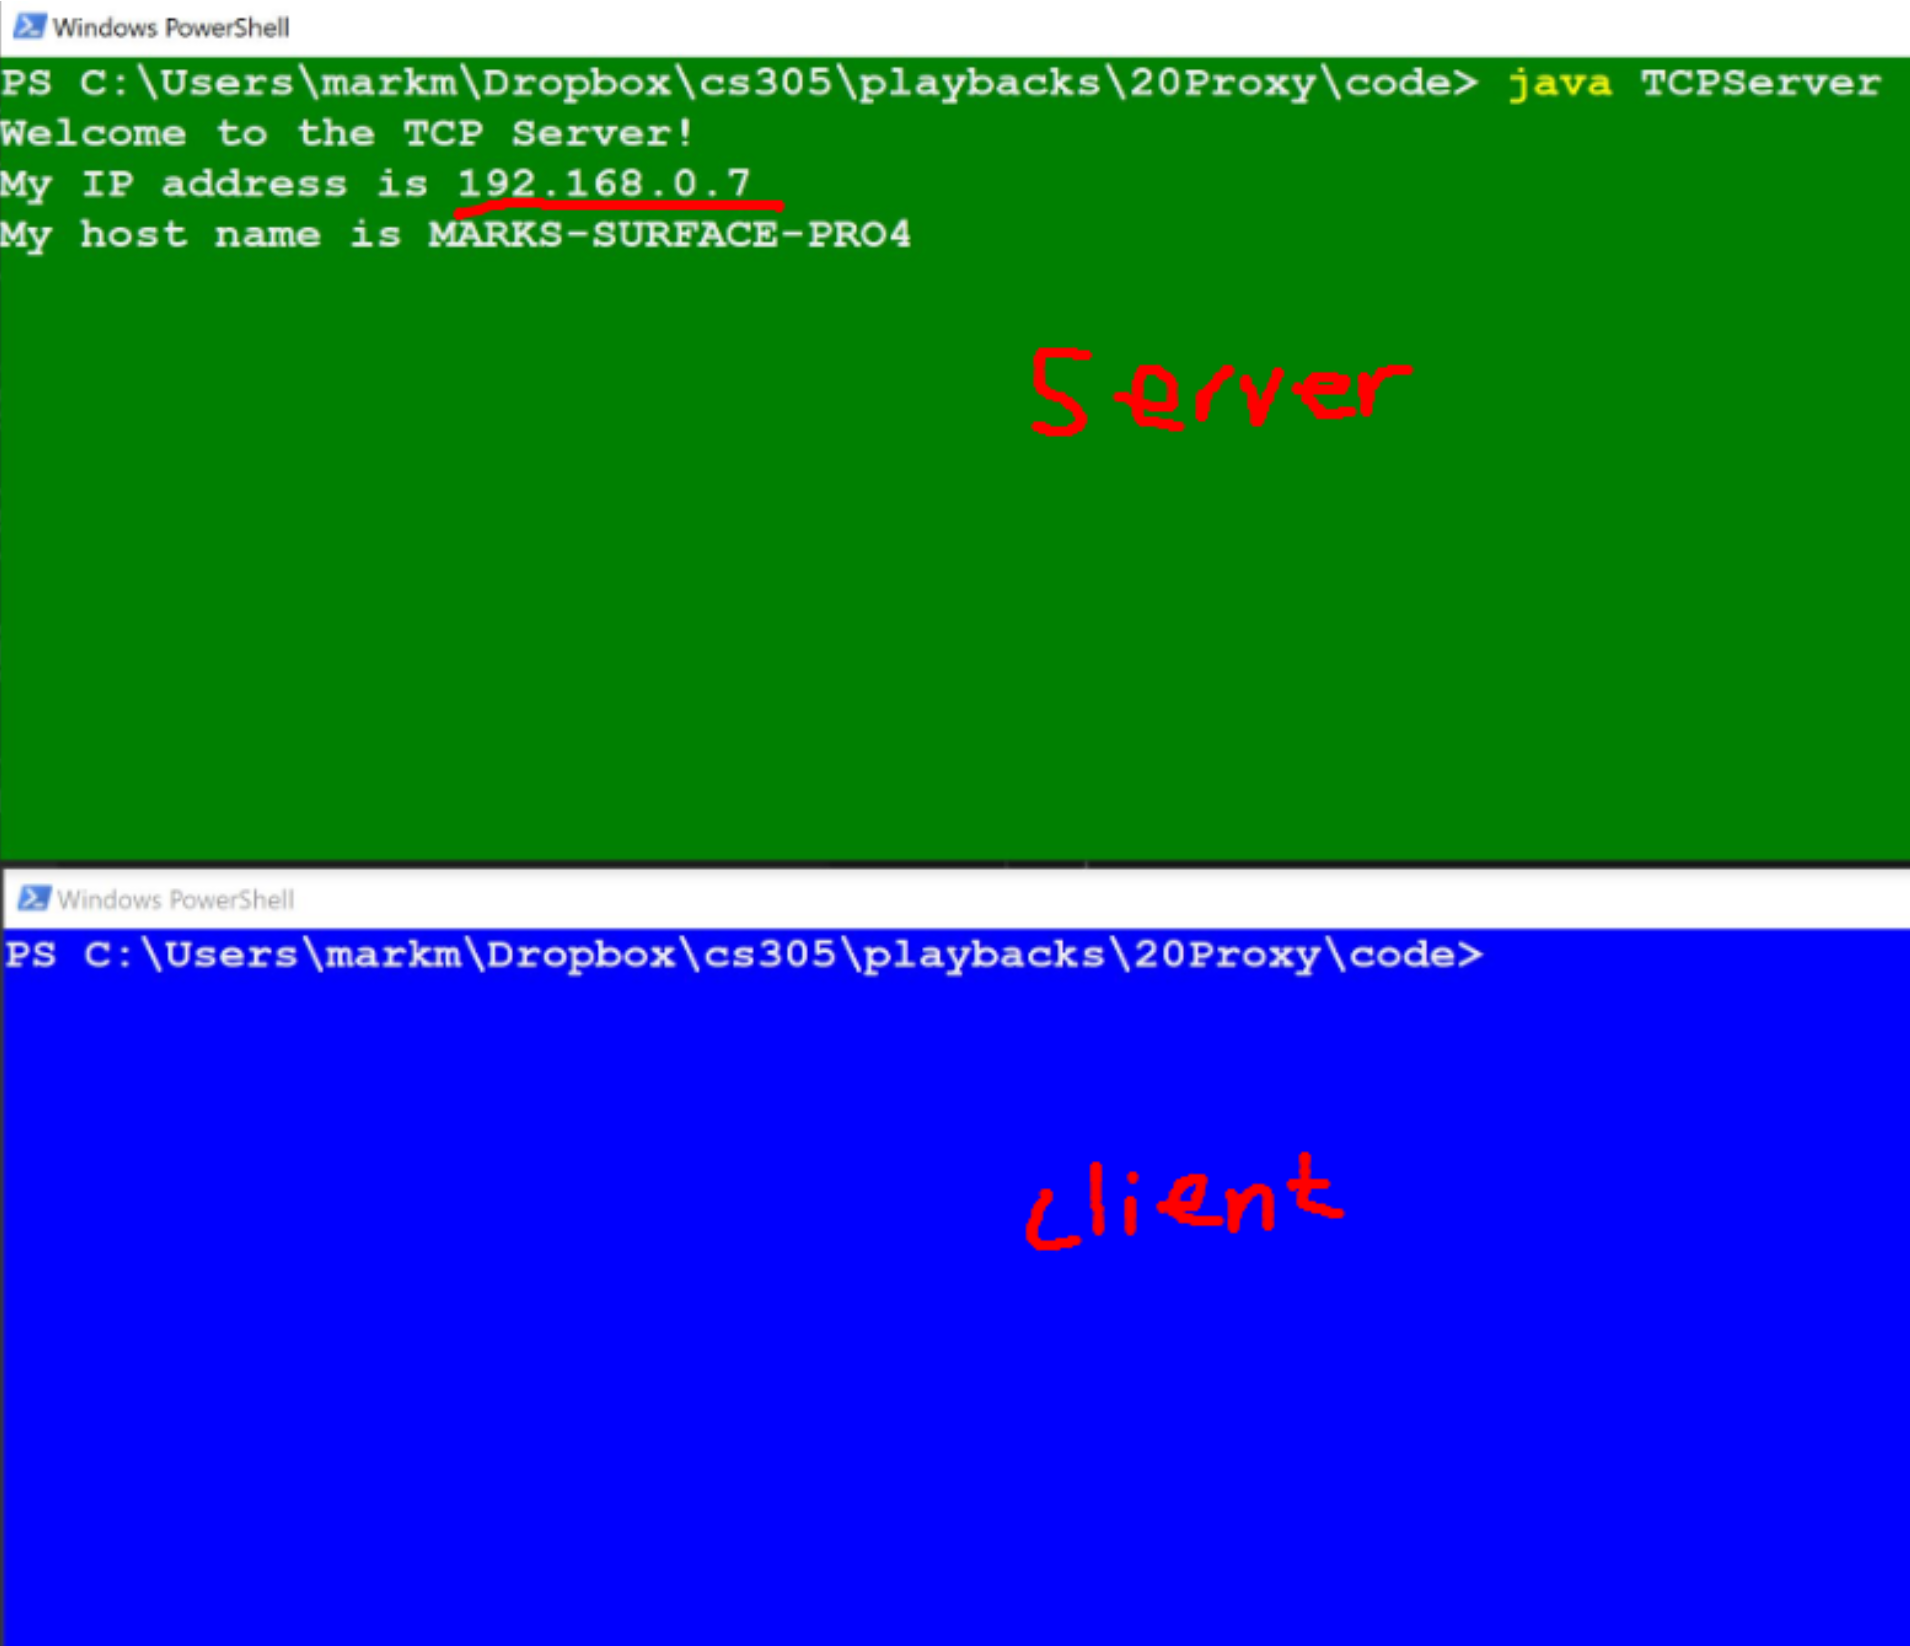 Windows PowerShell
PS C:\Users\markm\Dropbox\cs305\playbacks\20Proxy\code> java TCPServer
Welcome to the TCP Server!
My IP address is 192.168.0.7
My host name is MARKS-SURFACE-PRO4
Server
Windows PowerShell
PS C:\Users\markm\Dropbox\cs305\playbacks\20Proxy\code>
client